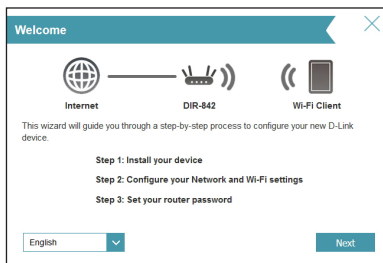 Welcome
Internet
DIR-842
Wi-Fi Client
This wizard will guide you through a step-by-step process to configure your new D-Link
device.
Step 1: Install your device
Step 2: Configure your Network and Wi-Fi settings
Step 3: Set your router password
English
Next